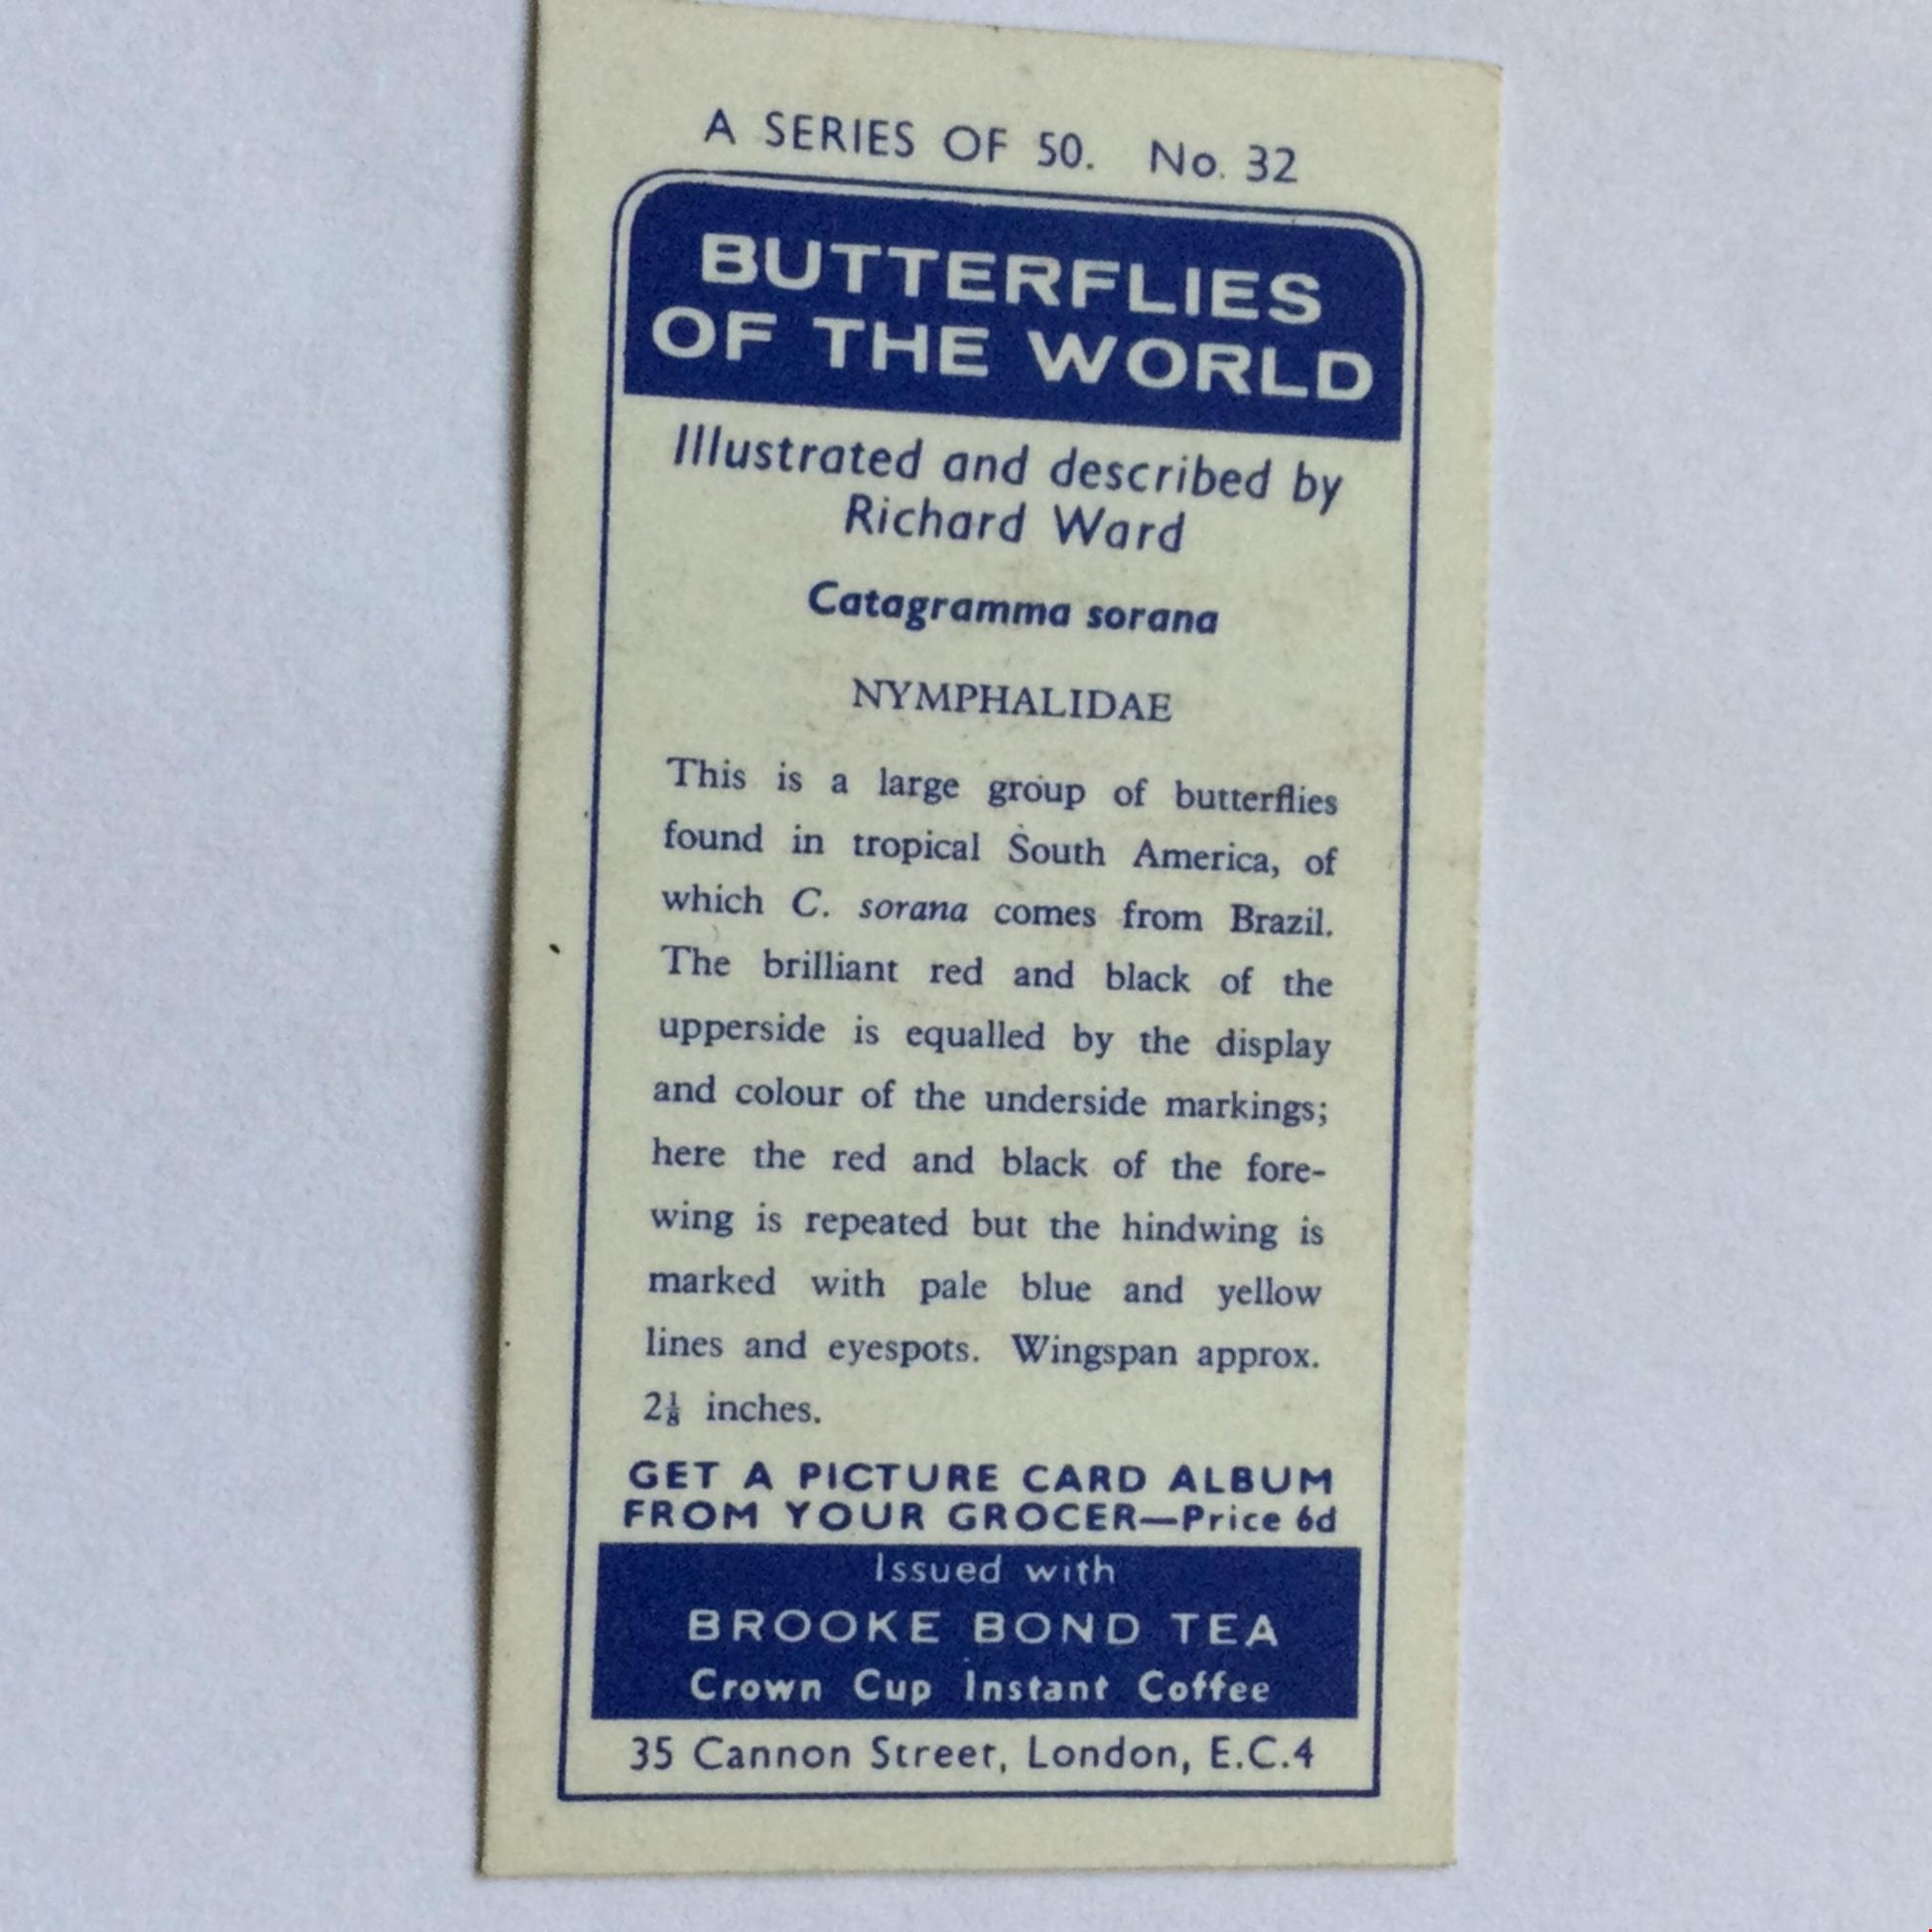 A SERIES OF 50. No. 32
BUTTERFLIES
OF THE WORLD
Illustrated and described by
Richard Ward
Catagramma sorana
NYMPHALIDAE
This is a large group of butterflies
found in tropical South America, of
which C. sorana comes from Brazil.
The brilliant red and black of the
upperside is equalled by the display
and colour of the underside markings;
here the red and black of the fore-
wing is repeated but the hindwing is
marked with pale blue and yellow
lines and eyespots. Wingspan approx.
2⅛ inches.
GET A PICTURE CARD ALBUM
FROM YOUR GROCER—Price 6d
Issued with
BROOKE BOND TEA
Crown Cup Instant Coffee
35 Cannon Street, London, E.C.4